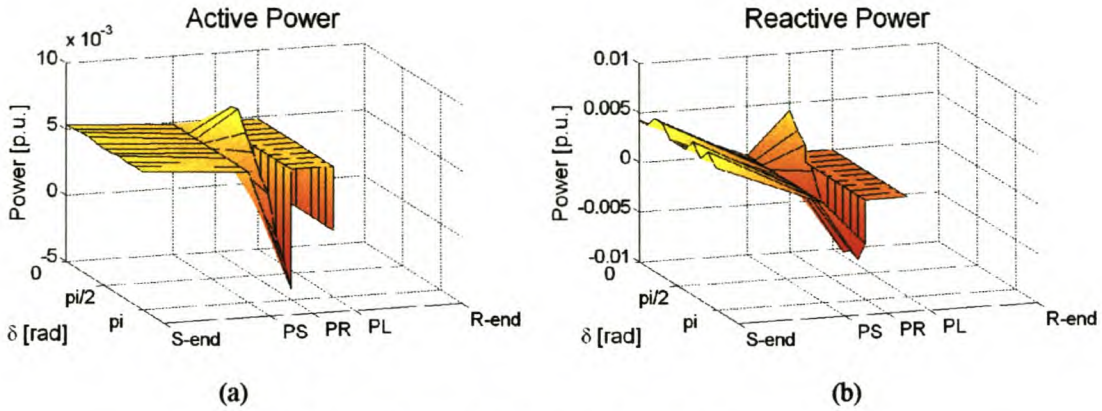 Active Power
x 10⁻³
10
5
0
-5
Power [p.u.]
0
pi/2
pi
δ [rad]
S-end
PS
PR
PL
R-end
(a)
Reactive Power
0.01
0.005
0
-0.005
-0.01
Power [p.u.]
0
pi/2
pi
δ [rad]
S-end
PS
PR
PL
R-end
(b)